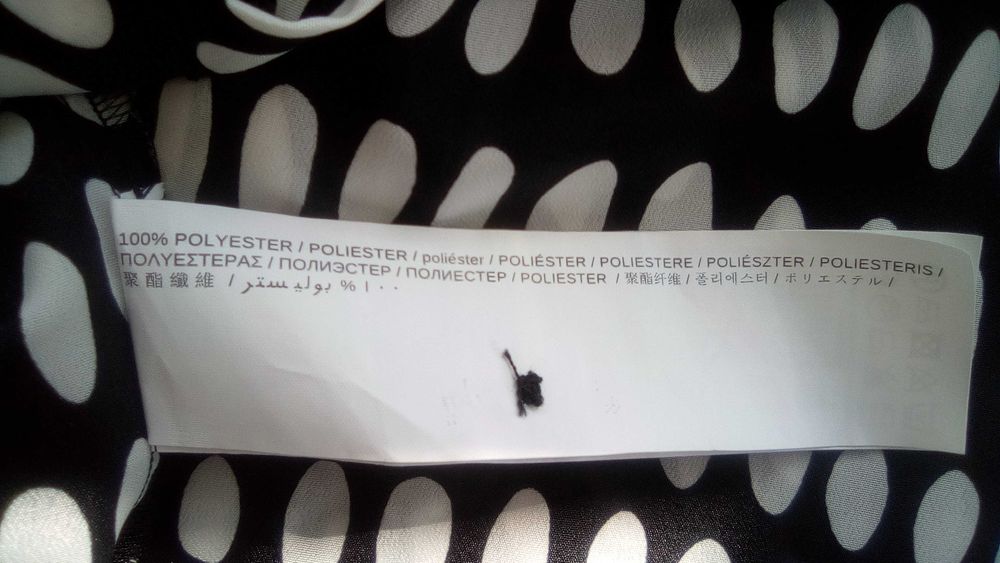 100% POLYESTER / POLIESTER / poliéster / POLIÉSTER / POLIESTERE / POLIÉSZTER / POLIESTERIS /
ΠΟΛΥΕΣΤΕΡΑΣ / ПОЛИЭСТЕР / ПОЛИЕСТЕР / POLIESTER / 聚酯纤维 / 폴리에스터 / ポリエステル /
聚酯纖維 / بوليستر %١٠٠